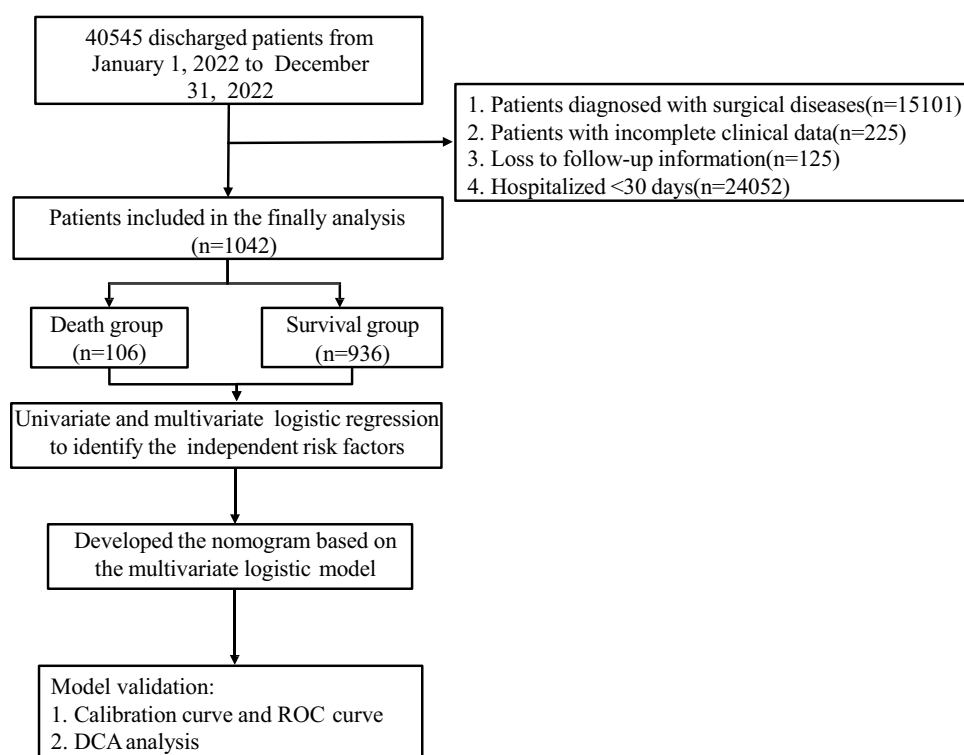 40545 discharged patients from
January 1, 2022 to December
31, 2022
1. Patients diagnosed with surgical diseases(n=15101)
2. Patients with incomplete clinical data(n=225)
3. Loss to follow-up information(n=125)
4. Hospitalized <30 days(n=24052)
Patients included in the finally analysis
(n=1042)
Death group
(n=106)
Survival group
(n=936)
Univariate and multivariate logistic regression
to identify the independent risk factors
Developed the nomogram based on
the multivariate logistic model
Model validation:
1. Calibration curve and ROC curve
2. DCA analysis